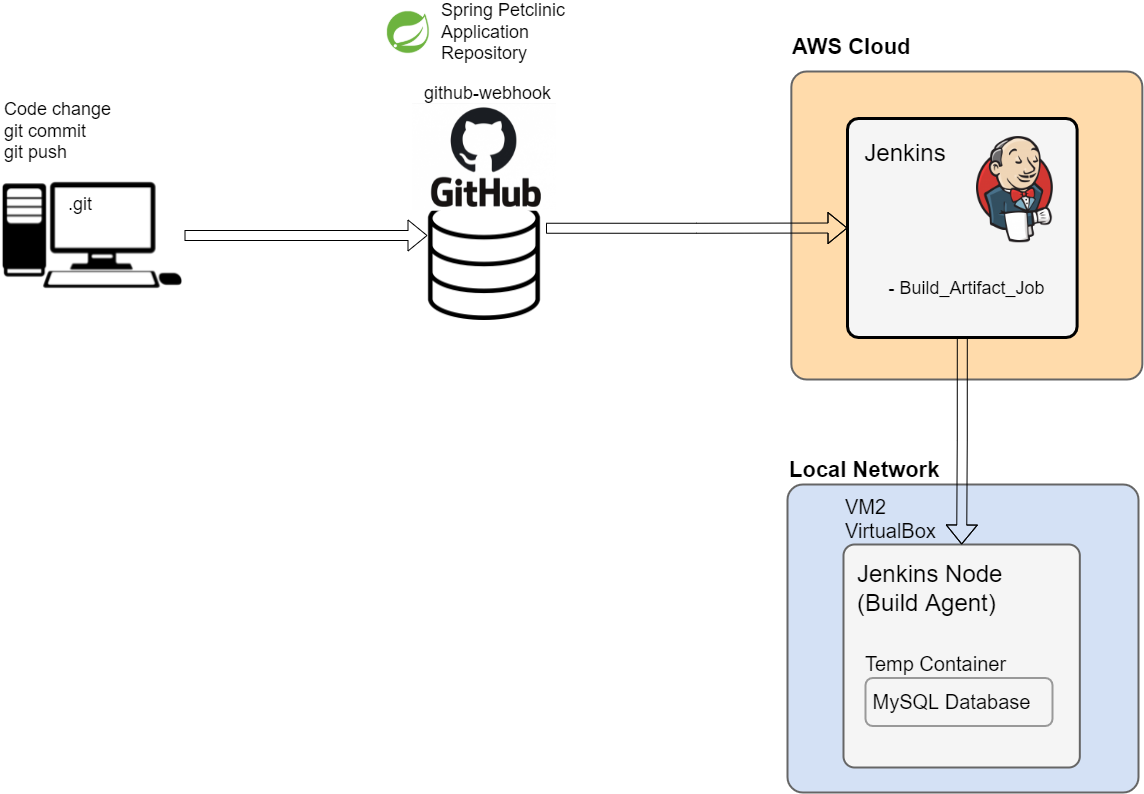 Spring Petclinic
Application
Repository
AWS Cloud
github-webhook
Code change
git commit
git push
GitHub
.git
Jenkins
- Build_Artifact_Job
Local Network
VM2
VirtualBox
Jenkins Node
(Build Agent)
Temp Container
MySQL Database